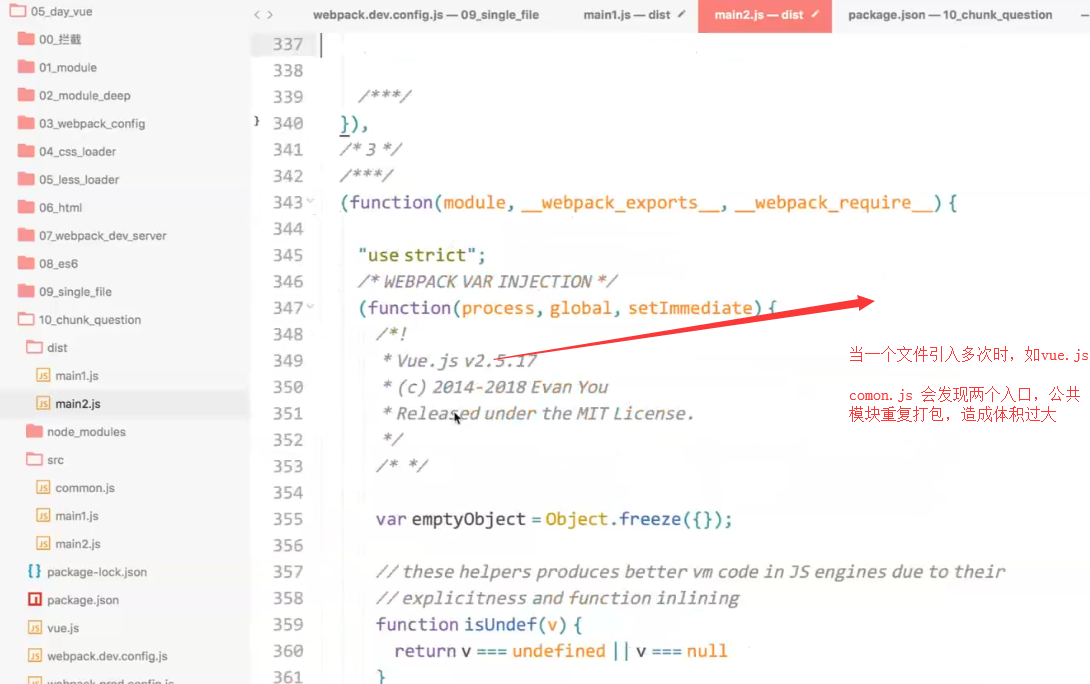 05_day_vue
00_拦截
01_module
02_module_deep
03_webpack_config
04_css_loader
05_less_loader
06_html
07_webpack_dev_server
08_es6
09_single_file
10_chunk_question
dist
main1.js
main2.js
node_modules
src
common.js
main1.js
main2.js
package-lock.json
package.json
vue.js
webpack.dev.config.js
webpack.prod.config.js
webpack.dev.config.js — 09_single_file
main1.js — dist
main2.js — dist
package.json — 10_chunk_question
337
338
339 /***/
340 }),
341 /* 3 */
342 /***/
343 (function(module, __webpack_exports__, __webpack_require__) {
344
345 "use strict";
346 /* WEBPACK VAR INJECTION */
347 (function(process, global, setImmediate) {
348 /*!
349 * Vue.js v2.5.17
350 * (c) 2014-2018 Evan You
351 * Released under the MIT License.
352 */
353 /* */
354
355 var emptyObject = Object.freeze({});
356
357 // these helpers produces better vm code in JS engines due to their
358 // explicitness and function inlining
359 function isUndef(v) {
360 return v === undefined || v === null
361 }
当一个文件引入多次时，如vue.js
comon.js 会发现两个入口，公共
模块重复打包，造成体积过大